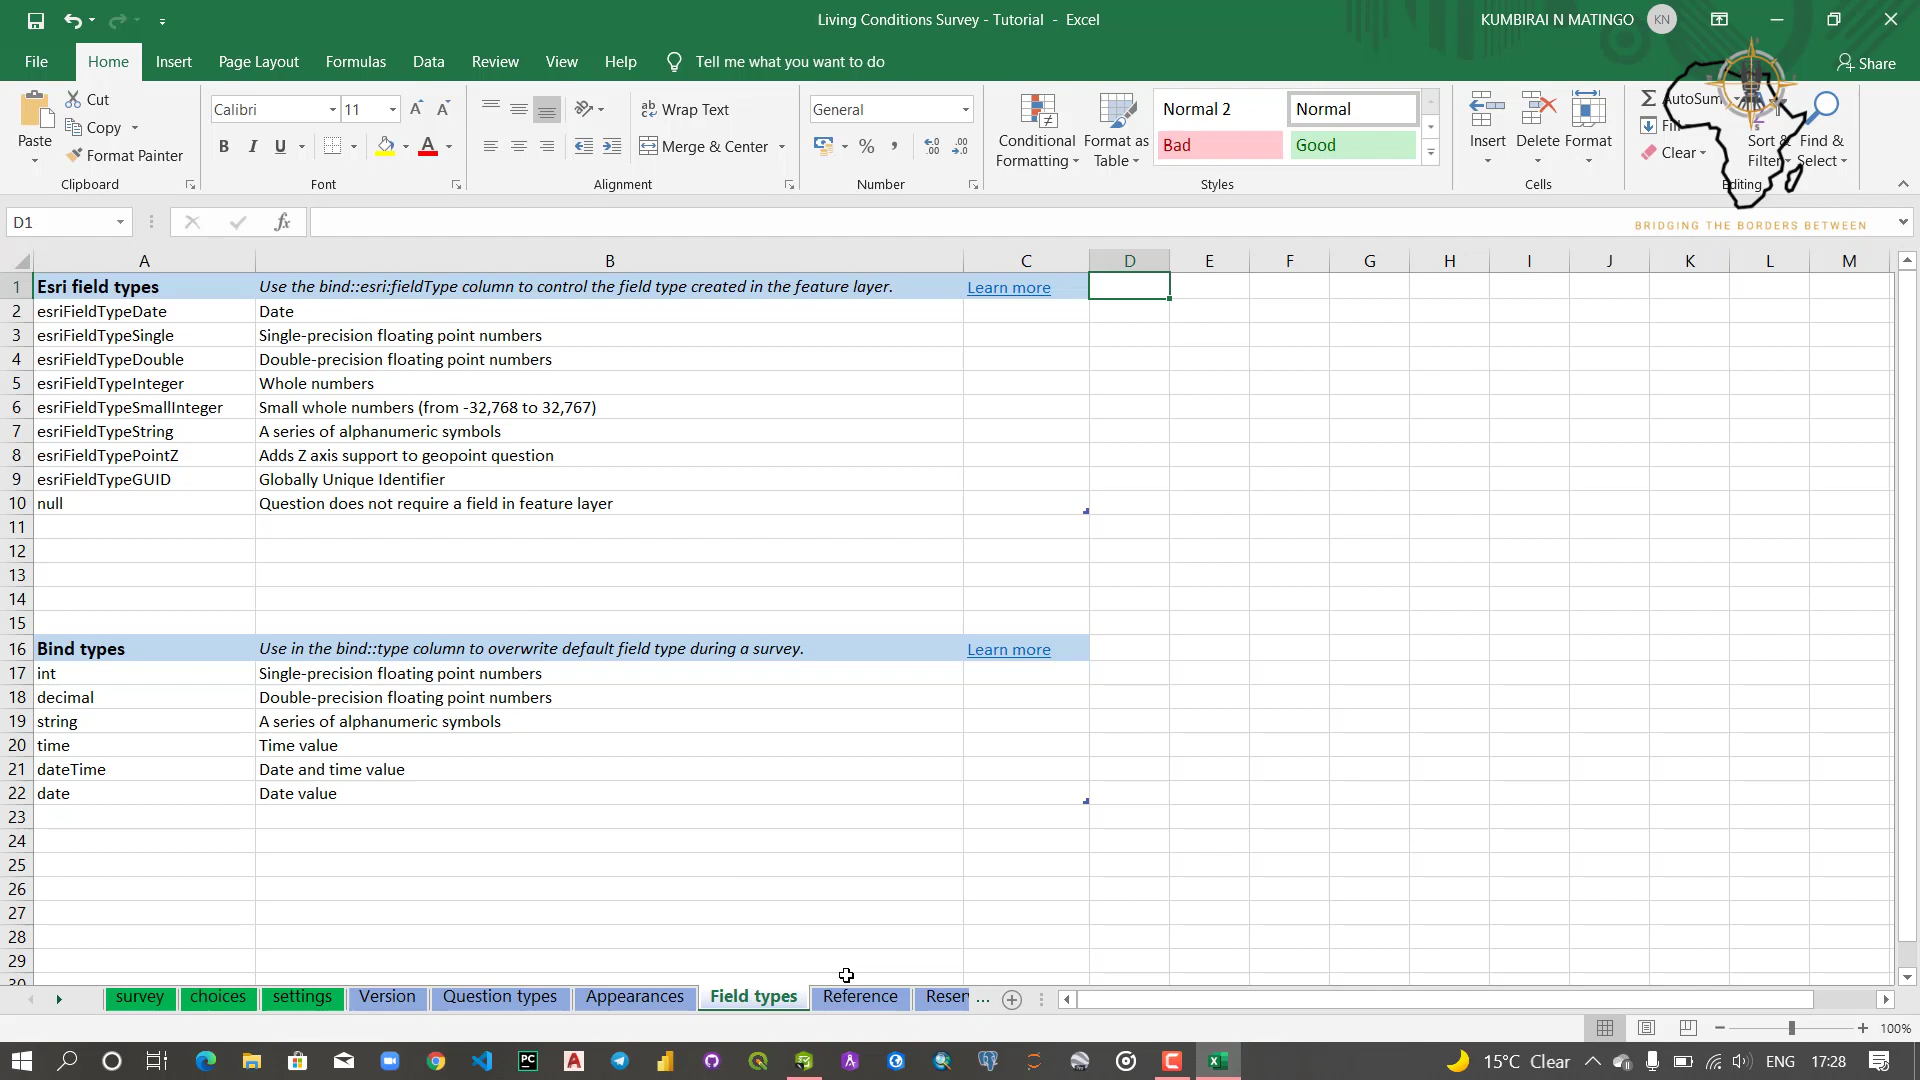 Living Conditions Survey - Tutorial - Excel
KUMBIRAI N MATINGO KN
File Home Insert Page Layout Formulas Data Review View Help Tell me what you want to do Share
Paste Cut Copy Format Painter Clipboard
Calibri 11 B I U A Font
ab Wrap Text Merge & Center Alignment
General % , Number
Conditional Formatting Format as Table Normal 2 Normal Bad Good Styles
Insert Delete Format Cells
AutoSum Fill Clear Sort & Filter Find & Select Editing
BRIDGING THE BORDERS BETWEEN
D1 fx
A B C D E F G H I J K L M
1 Esri field types Use the bind::esri:fieldType column to control the field type created in the feature layer. Learn more
2 esriFieldTypeDate Date
3 esriFieldTypeSingle Single-precision floating point numbers
4 esriFieldTypeDouble Double-precision floating point numbers
5 esriFieldTypeInteger Whole numbers
6 esriFieldTypeSmallInteger Small whole numbers (from -32,768 to 32,767)
7 esriFieldTypeString A series of alphanumeric symbols
8 esriFieldTypePointZ Adds Z axis support to geopoint question
9 esriFieldTypeGUID Globally Unique Identifier
10 null Question does not require a field in feature layer
11
12
13
14
15
16 Bind types Use in the bind::type column to overwrite default field type during a survey. Learn more
17 int Single-precision floating point numbers
18 decimal Double-precision floating point numbers
19 string A series of alphanumeric symbols
20 time Time value
21 dateTime Date and time value
22 date Date value
23
24
25
26
27
28
29
30
survey choices settings Version Question types Appearances Field types Reference Reser ...
100%
15°C Clear ENG 17:28